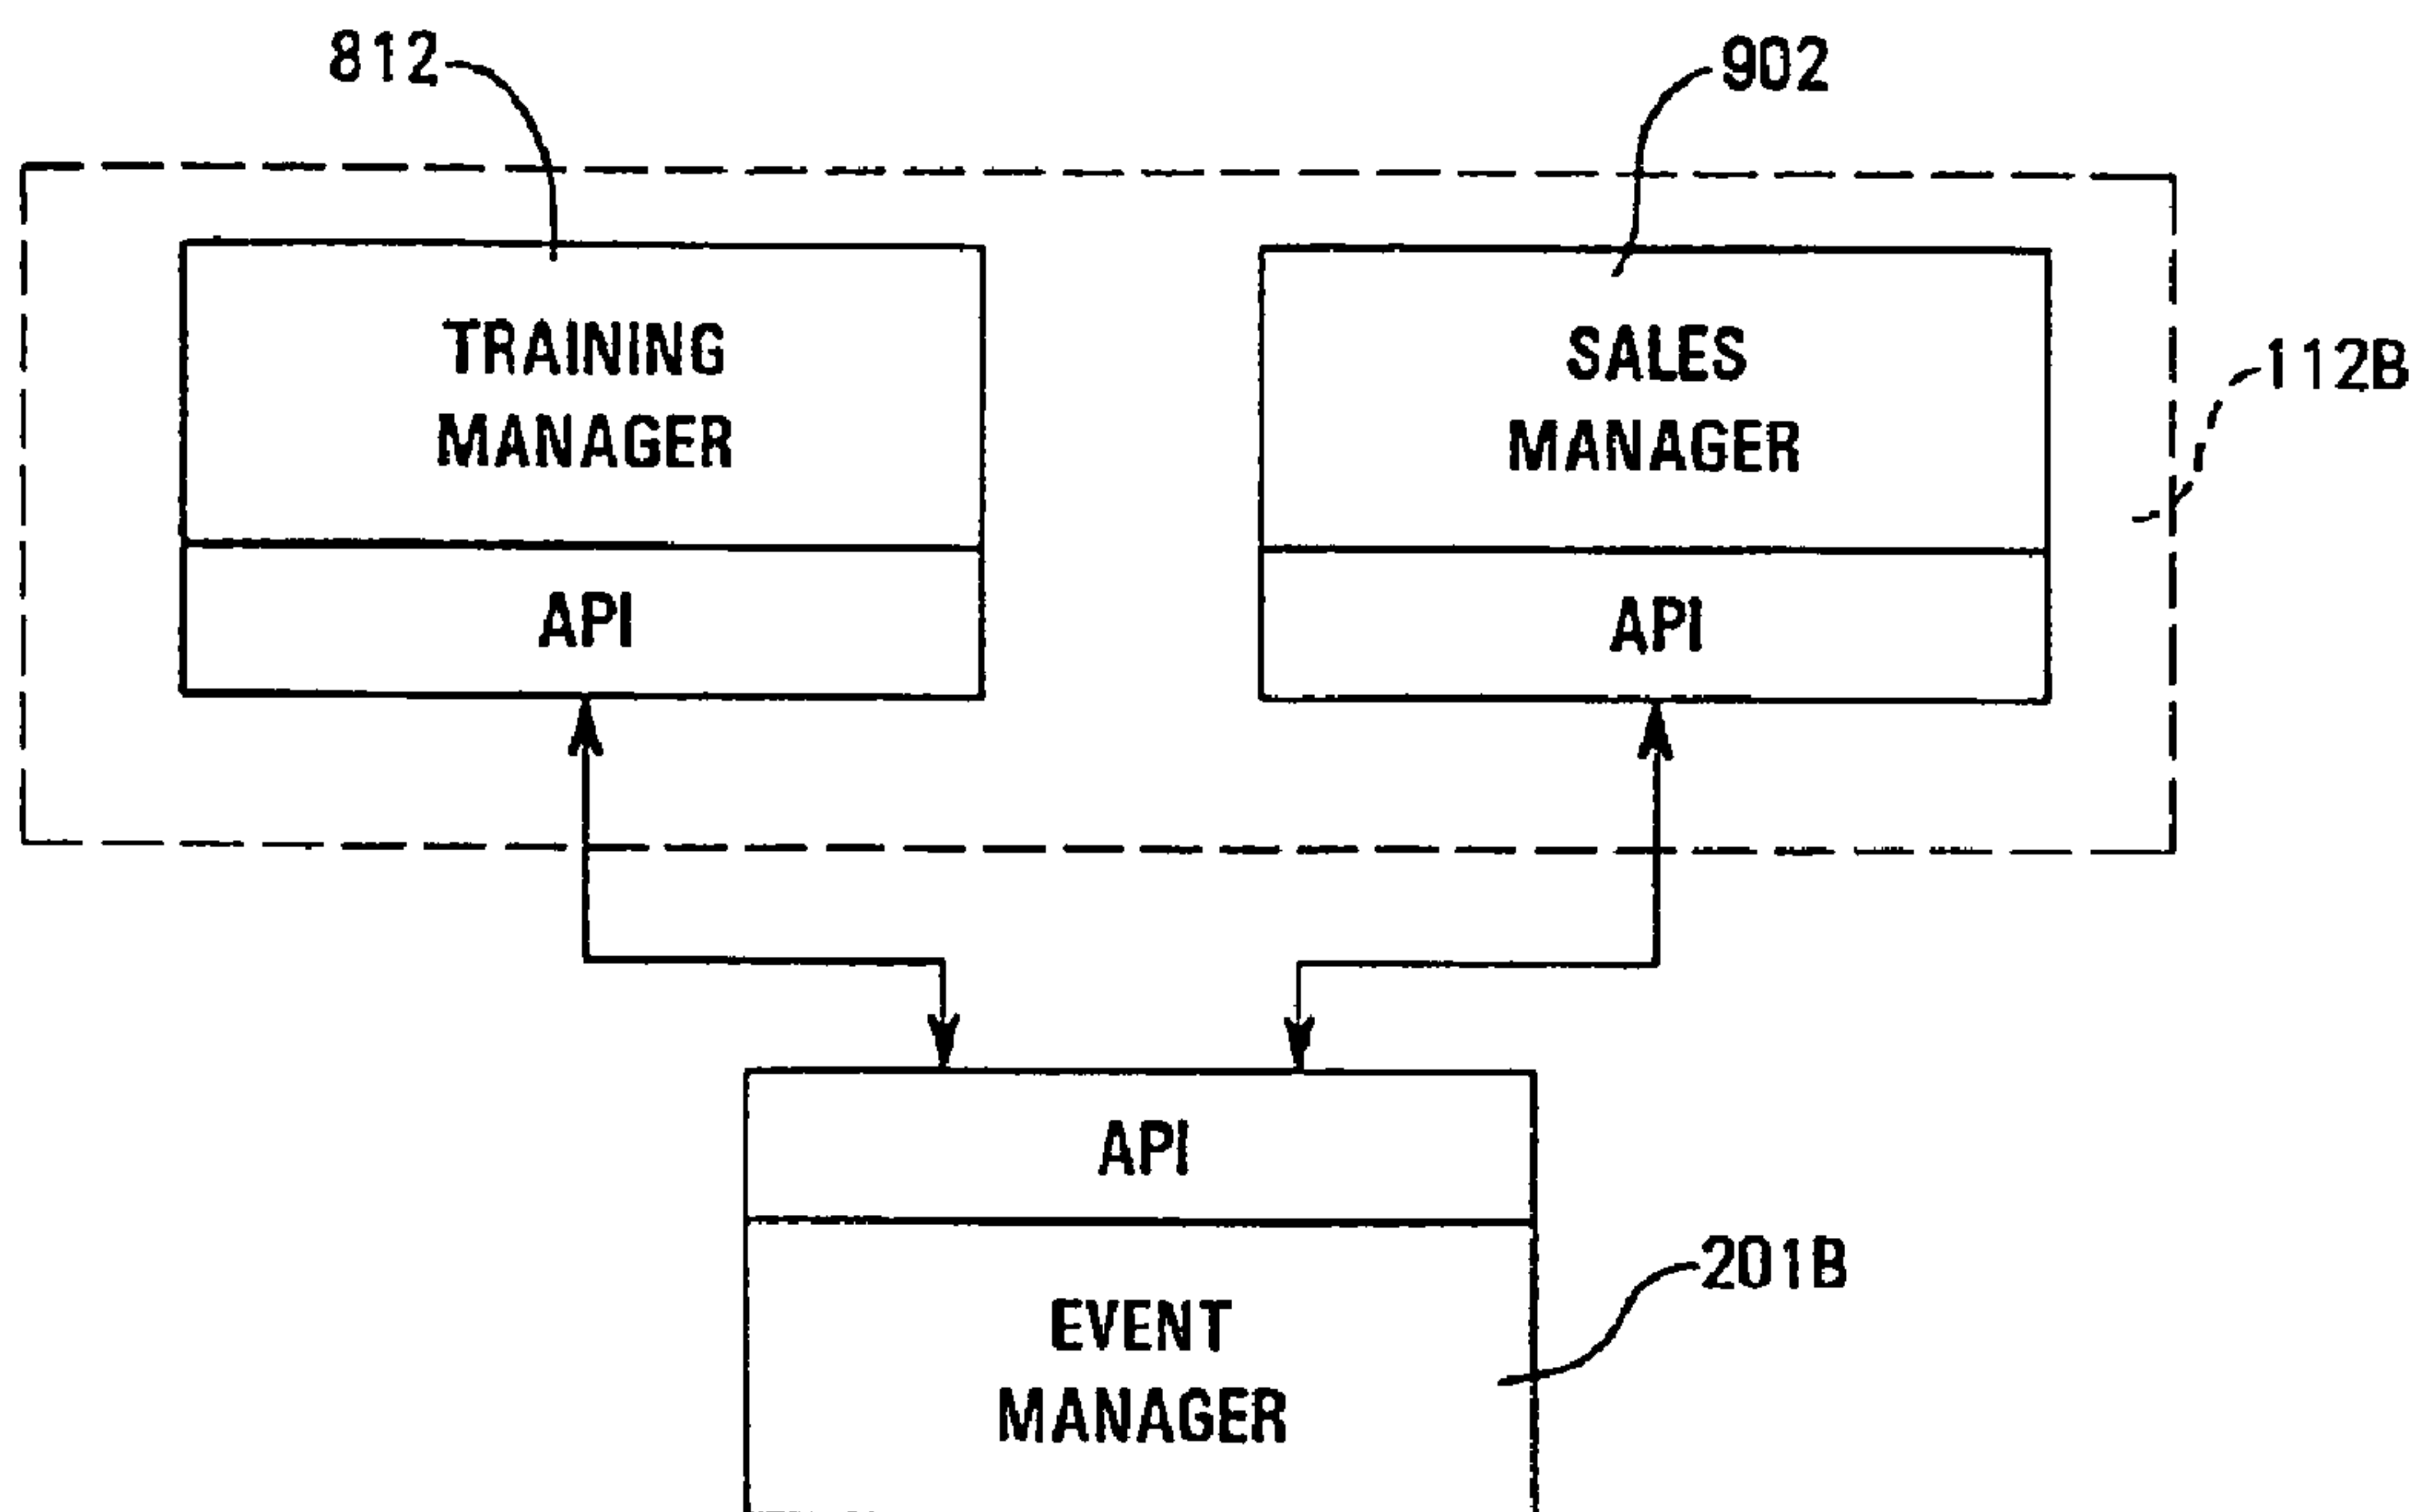 812
902
TRAINING
MANAGER
API
SALES
MANAGER
API
112B
API
EVENT
MANAGER
201B